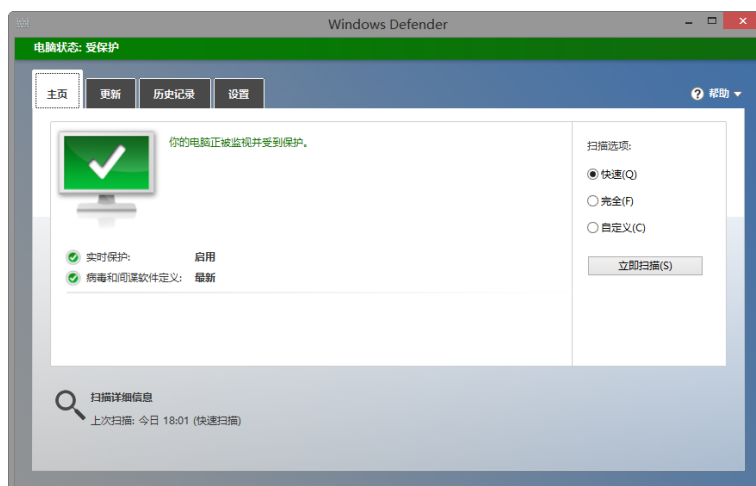 Windows Defender
电脑状态: 受保护
主页 更新 历史记录 设置 帮助
你的电脑正被监视并受到保护。
实时保护: 启用
病毒和间谍软件定义: 最新
扫描选项:
快速(Q)
完全(F)
自定义(C)
立即扫描(S)
扫描详细信息
上次扫描: 今日 18:01 (快速扫描)